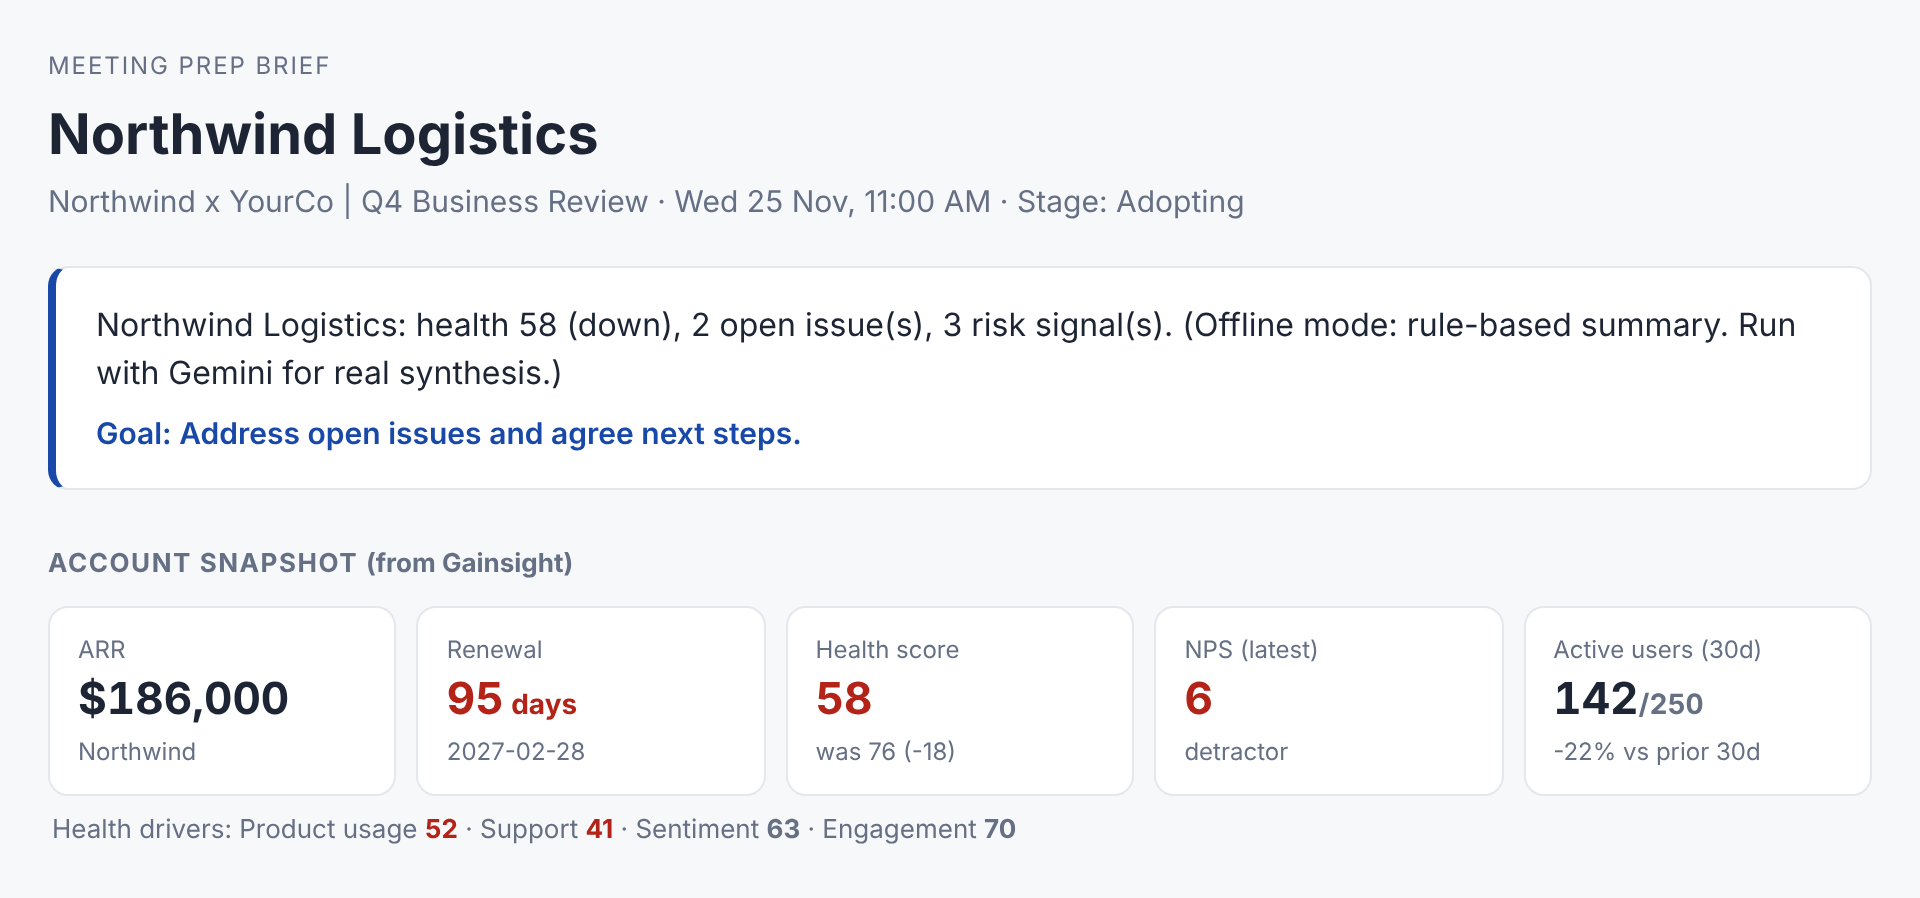 MEETING PREP BRIEF
Northwind Logistics
Northwind x YourCo | Q4 Business Review · Wed 25 Nov, 11:00 AM · Stage: Adopting
Northwind Logistics: health 58 (down), 2 open issue(s), 3 risk signal(s). (Offline mode: rule-based summary. Run
with Gemini for real synthesis.)
Goal: Address open issues and agree next steps.
ACCOUNT SNAPSHOT (from Gainsight)
ARR
$186,000
Northwind
Renewal
95 days
2027-02-28
Health score
58
was 76 (-18)
NPS (latest)
6
detractor
Active users (30d)
142/250
-22% vs prior 30d
Health drivers: Product usage 52 · Support 41 · Sentiment 63 · Engagement 70